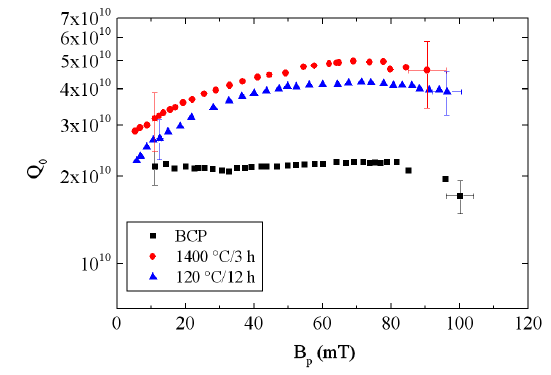 7x10¹⁰
6x10¹⁰
5x10¹⁰
4x10¹⁰
3x10¹⁰
2x10¹⁰
10¹⁰
Q₀
BCP
1400 °C/3 h
120 °C/12 h
0 20 40 60 80 100 120
Bₚ (mT)